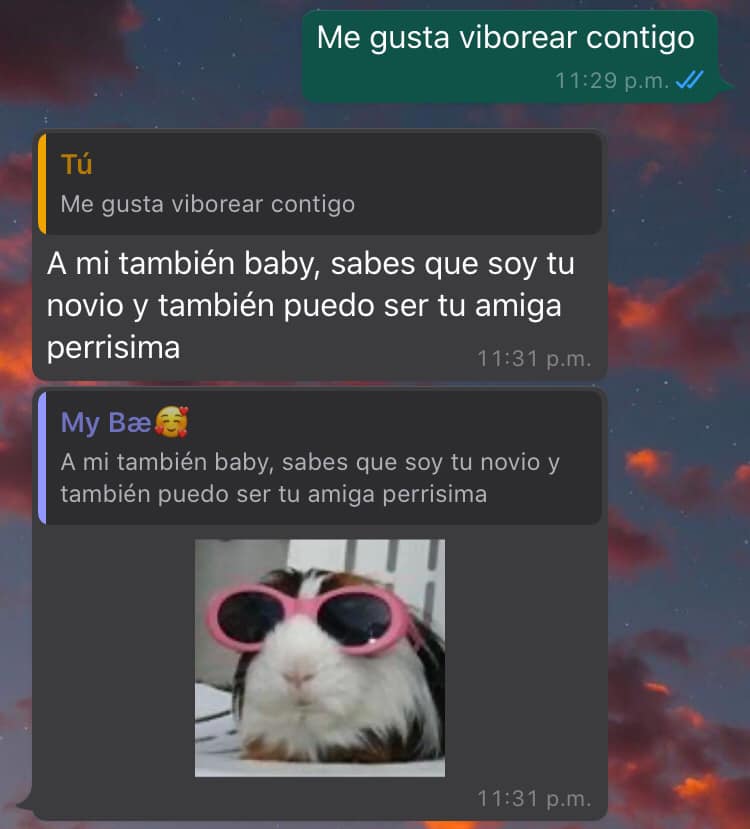 Me gusta viborear contigo
11:29 p.m.
Tú
Me gusta viborear contigo
A mi también baby, sabes que soy tu
novio y también puedo ser tu amiga
perrisima
11:31 p.m.
My Bæ🥰
A mi también baby, sabes que soy tu novio y
también puedo ser tu amiga perrisima
11:31 p.m.